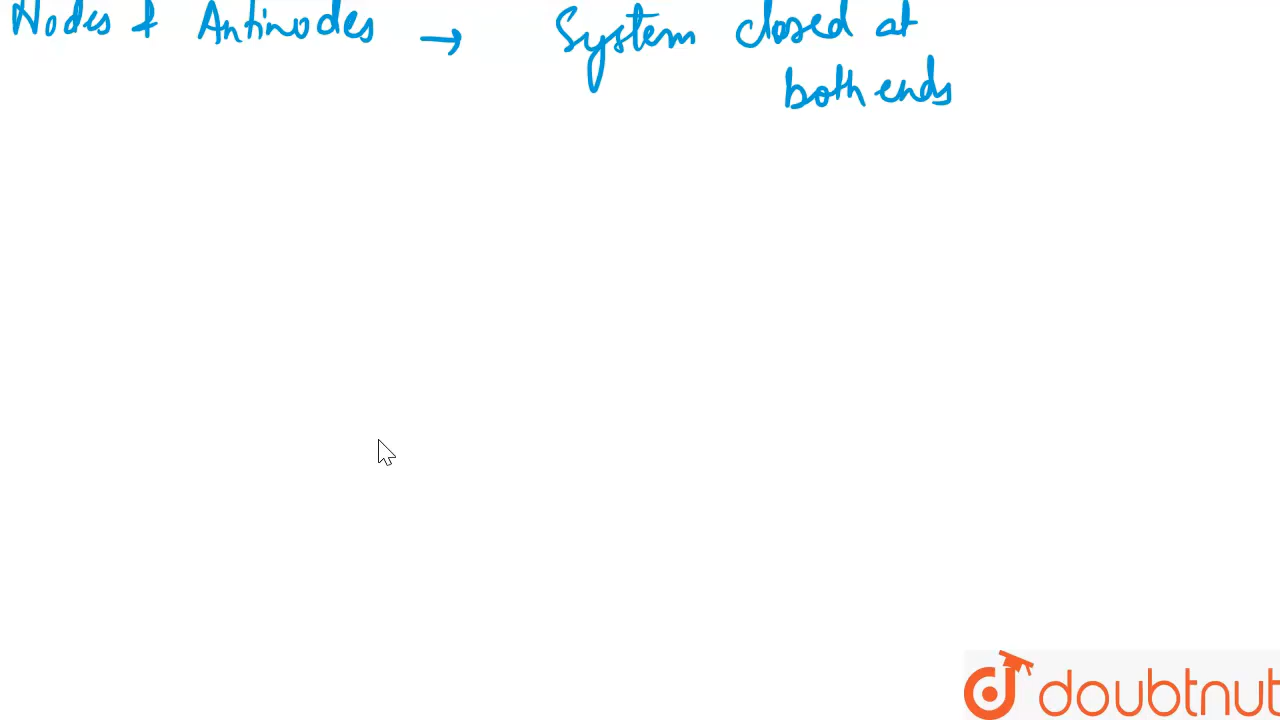 Nodes & Antinodes → System closed at
both ends
doubtnut